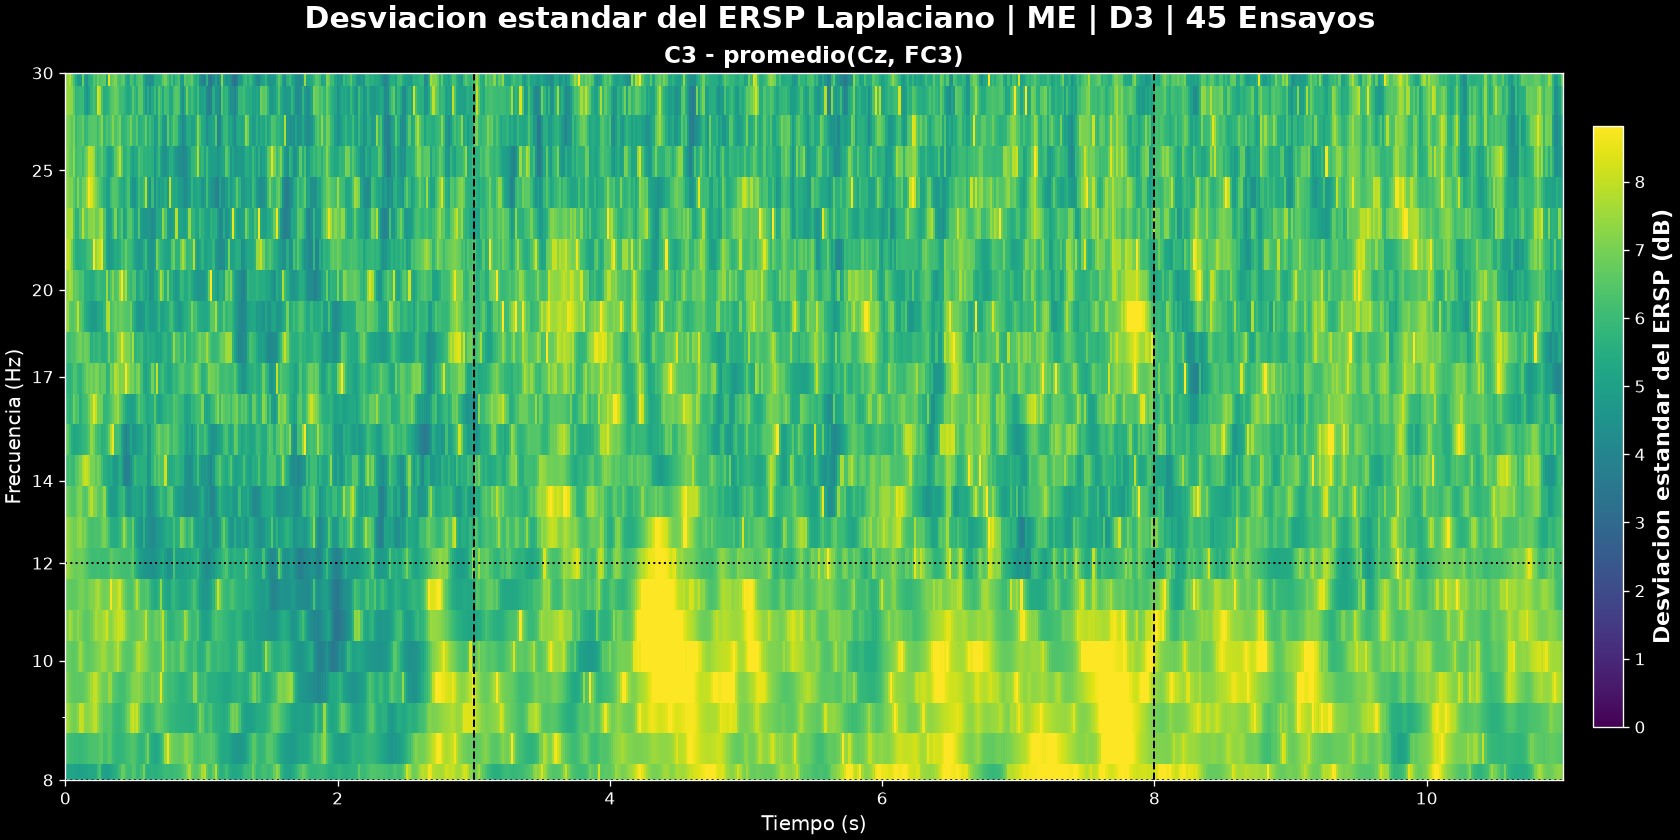 Desviacion estandar del ERSP Laplaciano | ME | D3 | 45 Ensayos
C3 - promedio(Cz, FC3)
30
25
20
17
14
12
10
8
Frecuencia (Hz)
0 2 4 6 8 10
Tiempo (s)
8
7
6
5
4
3
2
1
0
Desviacion estandar del ERSP (dB)